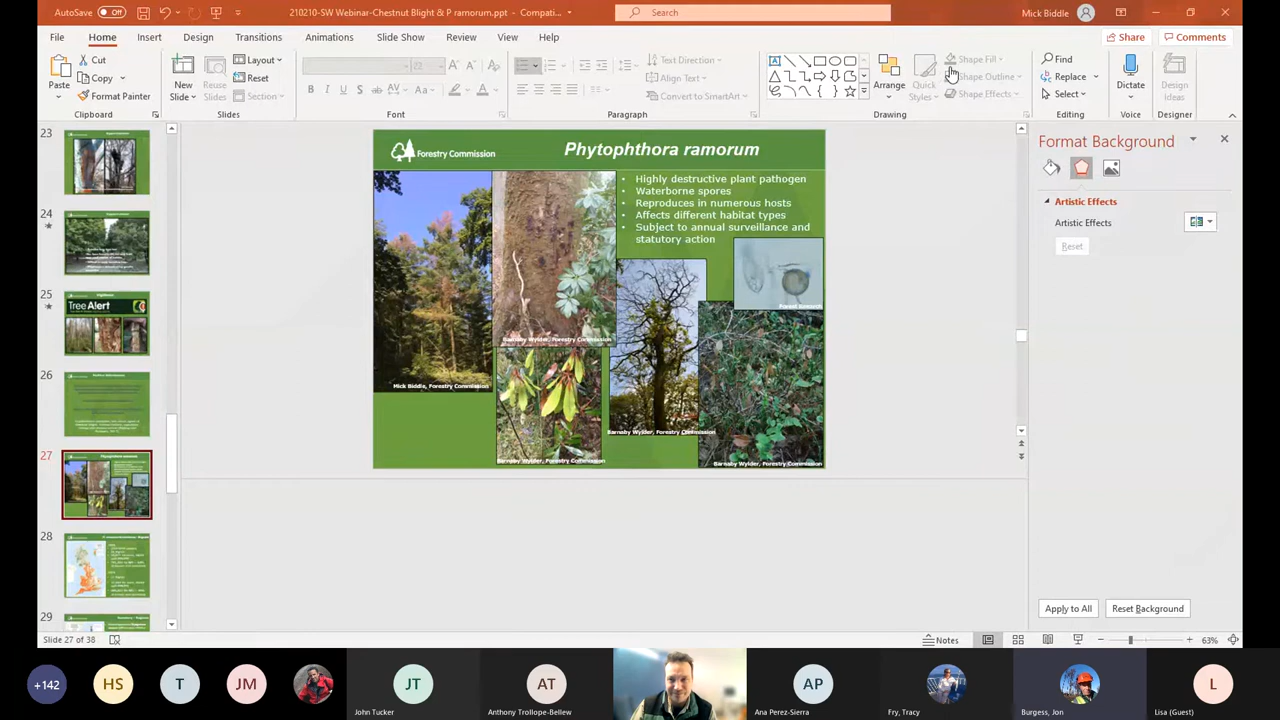 AutoSave Off
210210-SW Webinar-Chestnut Blight & P ramorum.ppt - Compati...
Search
Mick Biddle
File Home Insert Design Transitions Animations Slide Show Review View Help
Share Comments
Paste
Cut
Copy
Format Painter
Clipboard
New Slides
Reuse Slides
Layout
Reset
Section
Slides
Font
Text Direction
Align Text
Convert to SmartArt
Paragraph
Arrange
Quick Styles
Shape Fill
Shape Outline
Shape Effects
Drawing
Find
Replace
Select
Editing
Dictate
Voice
Design Ideas
Designer
23
24
25
Tree Alert
26
27
28
29
Forestry Commission
Phytophthora ramorum
• Highly destructive plant pathogen
• Waterborne spores
• Reproduces in numerous hosts
• Affects different habitat types
• Subject to annual surveillance and
statutory action
Forest Research
Barnaby Wylder, Forestry Commission
Mick Biddle, Forestry Commission
Barnaby Wylder, Forestry Commission
Barnaby Wylder, Forestry Commission
Barnaby Wylder, Forestry Commission
Format Background
Artistic Effects
Artistic Effects
Reset
Apply to All Reset Background
Slide 27 of 38
Notes
63%
+142
HS
T
JM
JT
John Tucker
AT
Anthony Trollope-Bellew
AP
Ana Perez-Sierra
Fry, Tracy
Burgess, Jon
L
Lisa (Guest)